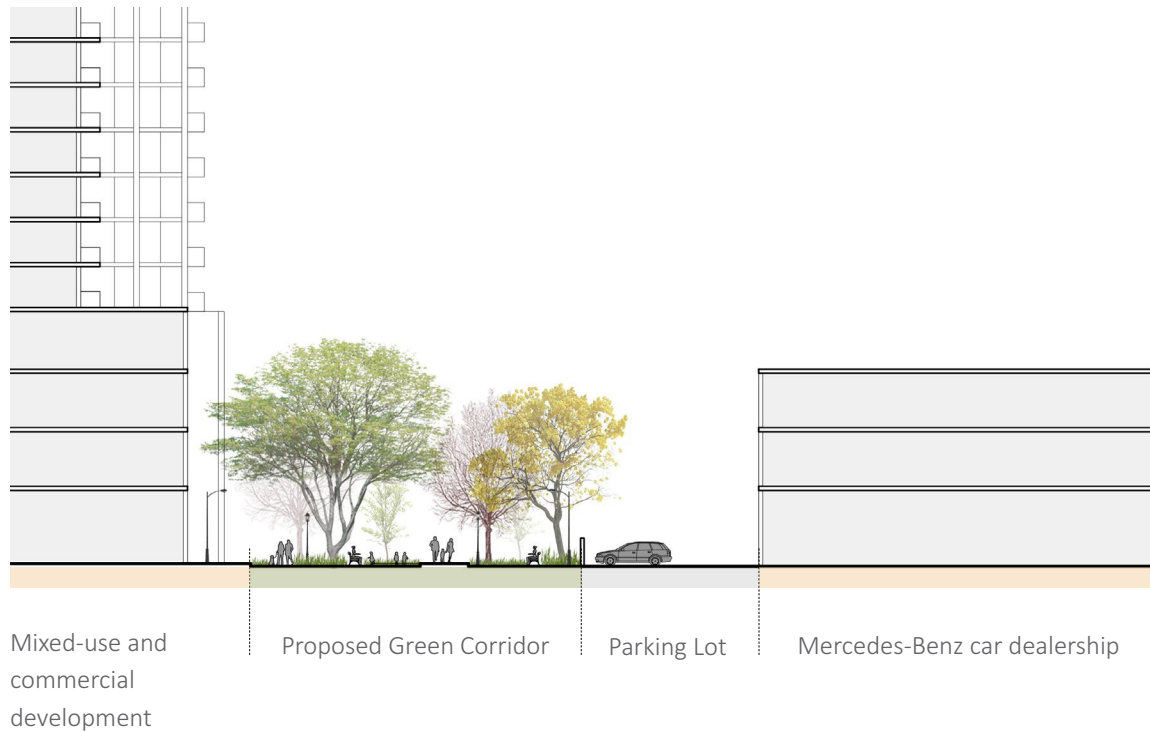 Mixed-use and
commercial
development
Proposed Green Corridor
Parking Lot
Mercedes-Benz car dealership